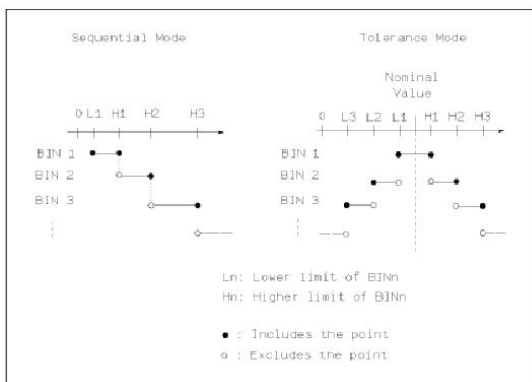 Sequential Mode
Tolerance Mode
Nominal
Value
0 L1 H1 H2 H3
0 L3 L2 L1 H1 H2 H3
BIN 1
BIN 2
BIN 3
BIN 1
BIN 2
BIN 3
Ln: Lower limit of BINn
Hn: Higher limit of BINn
● : Includes the point
○ : Excludes the point